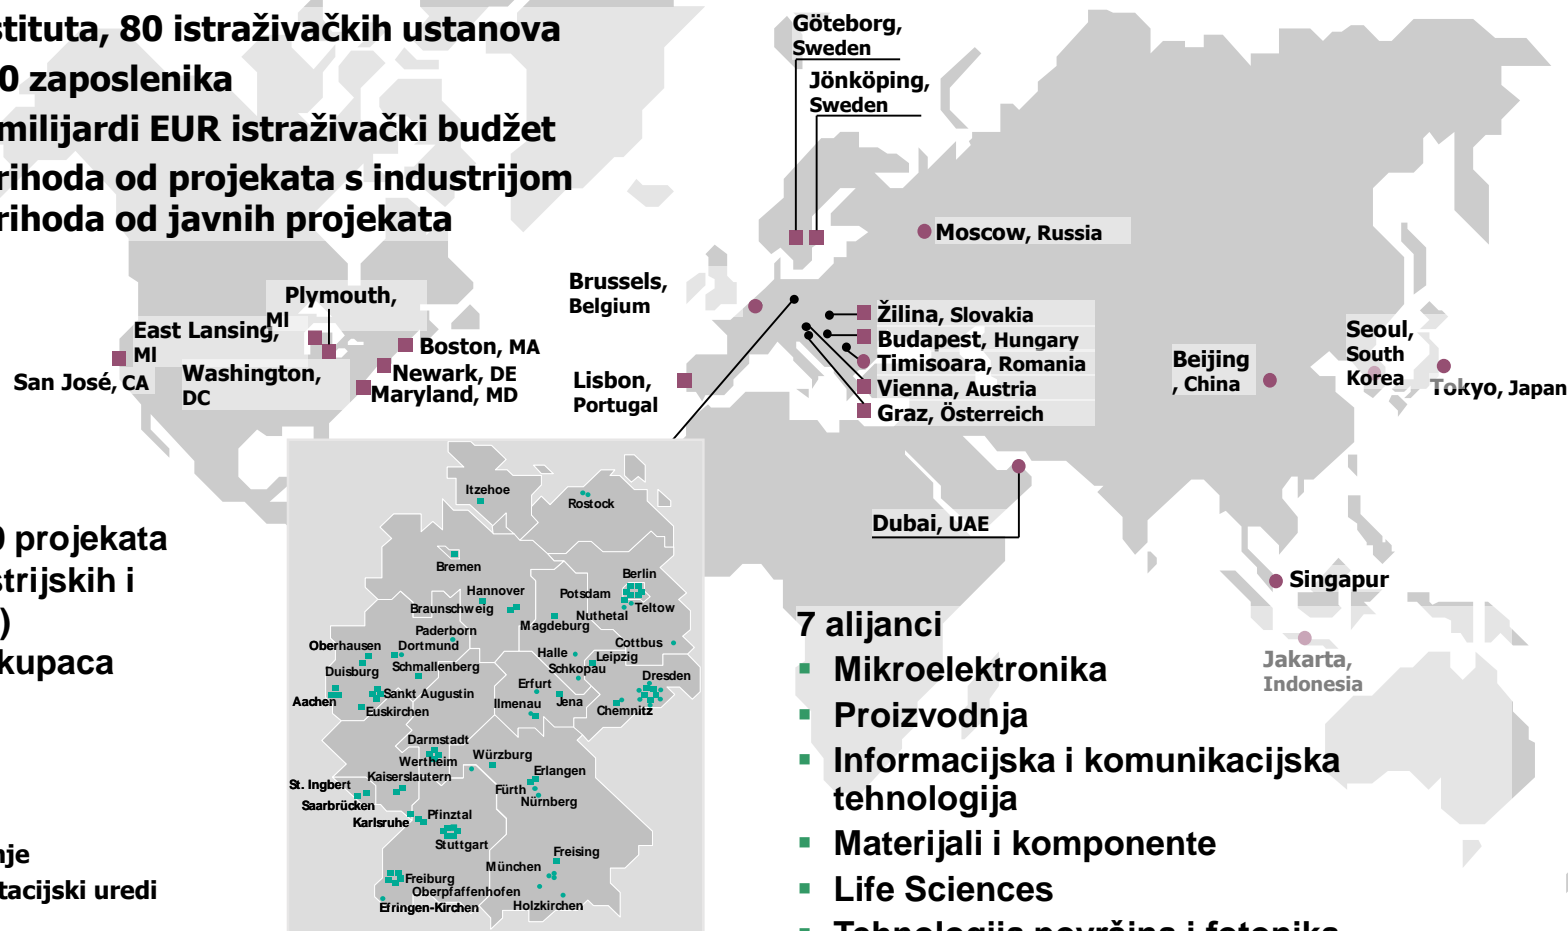 stituta, 80 istraživačkih ustanova
0 zaposlenika
milijardi EUR istraživački budžet
rihoda od projekata s industrijom
rihoda od javnih projekata
Göteborg,
Sweden
Jönköping,
Sweden
Moscow, Russia
Brussels,
Belgium
Plymouth,
MI
East Lansing,
MI
San José, CA
Washington,
DC
Boston, MA
Newark, DE
Maryland, MD
Lisbon,
Portugal
Žilina, Slovakia
Budapest, Hungary
Timisoara, Romania
Vienna, Austria
Graz, Österreich
Beijing
, China
Seoul,
South
Korea
Tokyo, Japan
Dubai, UAE
Singapur
Jakarta,
Indonesia
0 projekata
strijskih i
)
kupaca
nje
tacijski uredi
Itzehoe
Rostock
Bremen
Berlin
Hannover
Potsdam
Braunschweig
Teltow
Nuthetal
Magdeburg
Paderborn
Cottbus
Oberhausen
Dortmund
Halle
Leipzig
Duisburg
Schmallenberg
Schkopau
Dresden
Erfurt
Sankt Augustin
Aachen
Ilmenau
Jena
Chemnitz
Euskirchen
Darmstadt
Würzburg
Wertheim
Erlangen
Kaiserslautern
St. Ingbert
Fürth
Saarbrücken
Nürnberg
Pfinztal
Karlsruhe
Stuttgart
Freising
München
Freiburg
Oberpfaffenhofen
Efringen-Kirchen
Holzkirchen
7 alijanci
▪ Mikroelektronika
▪ Proizvodnja
▪ Informacijska i komunikacijska
tehnologija
▪ Materijali i komponente
▪ Life Sciences
▪ Tehnologija površina i fotonika